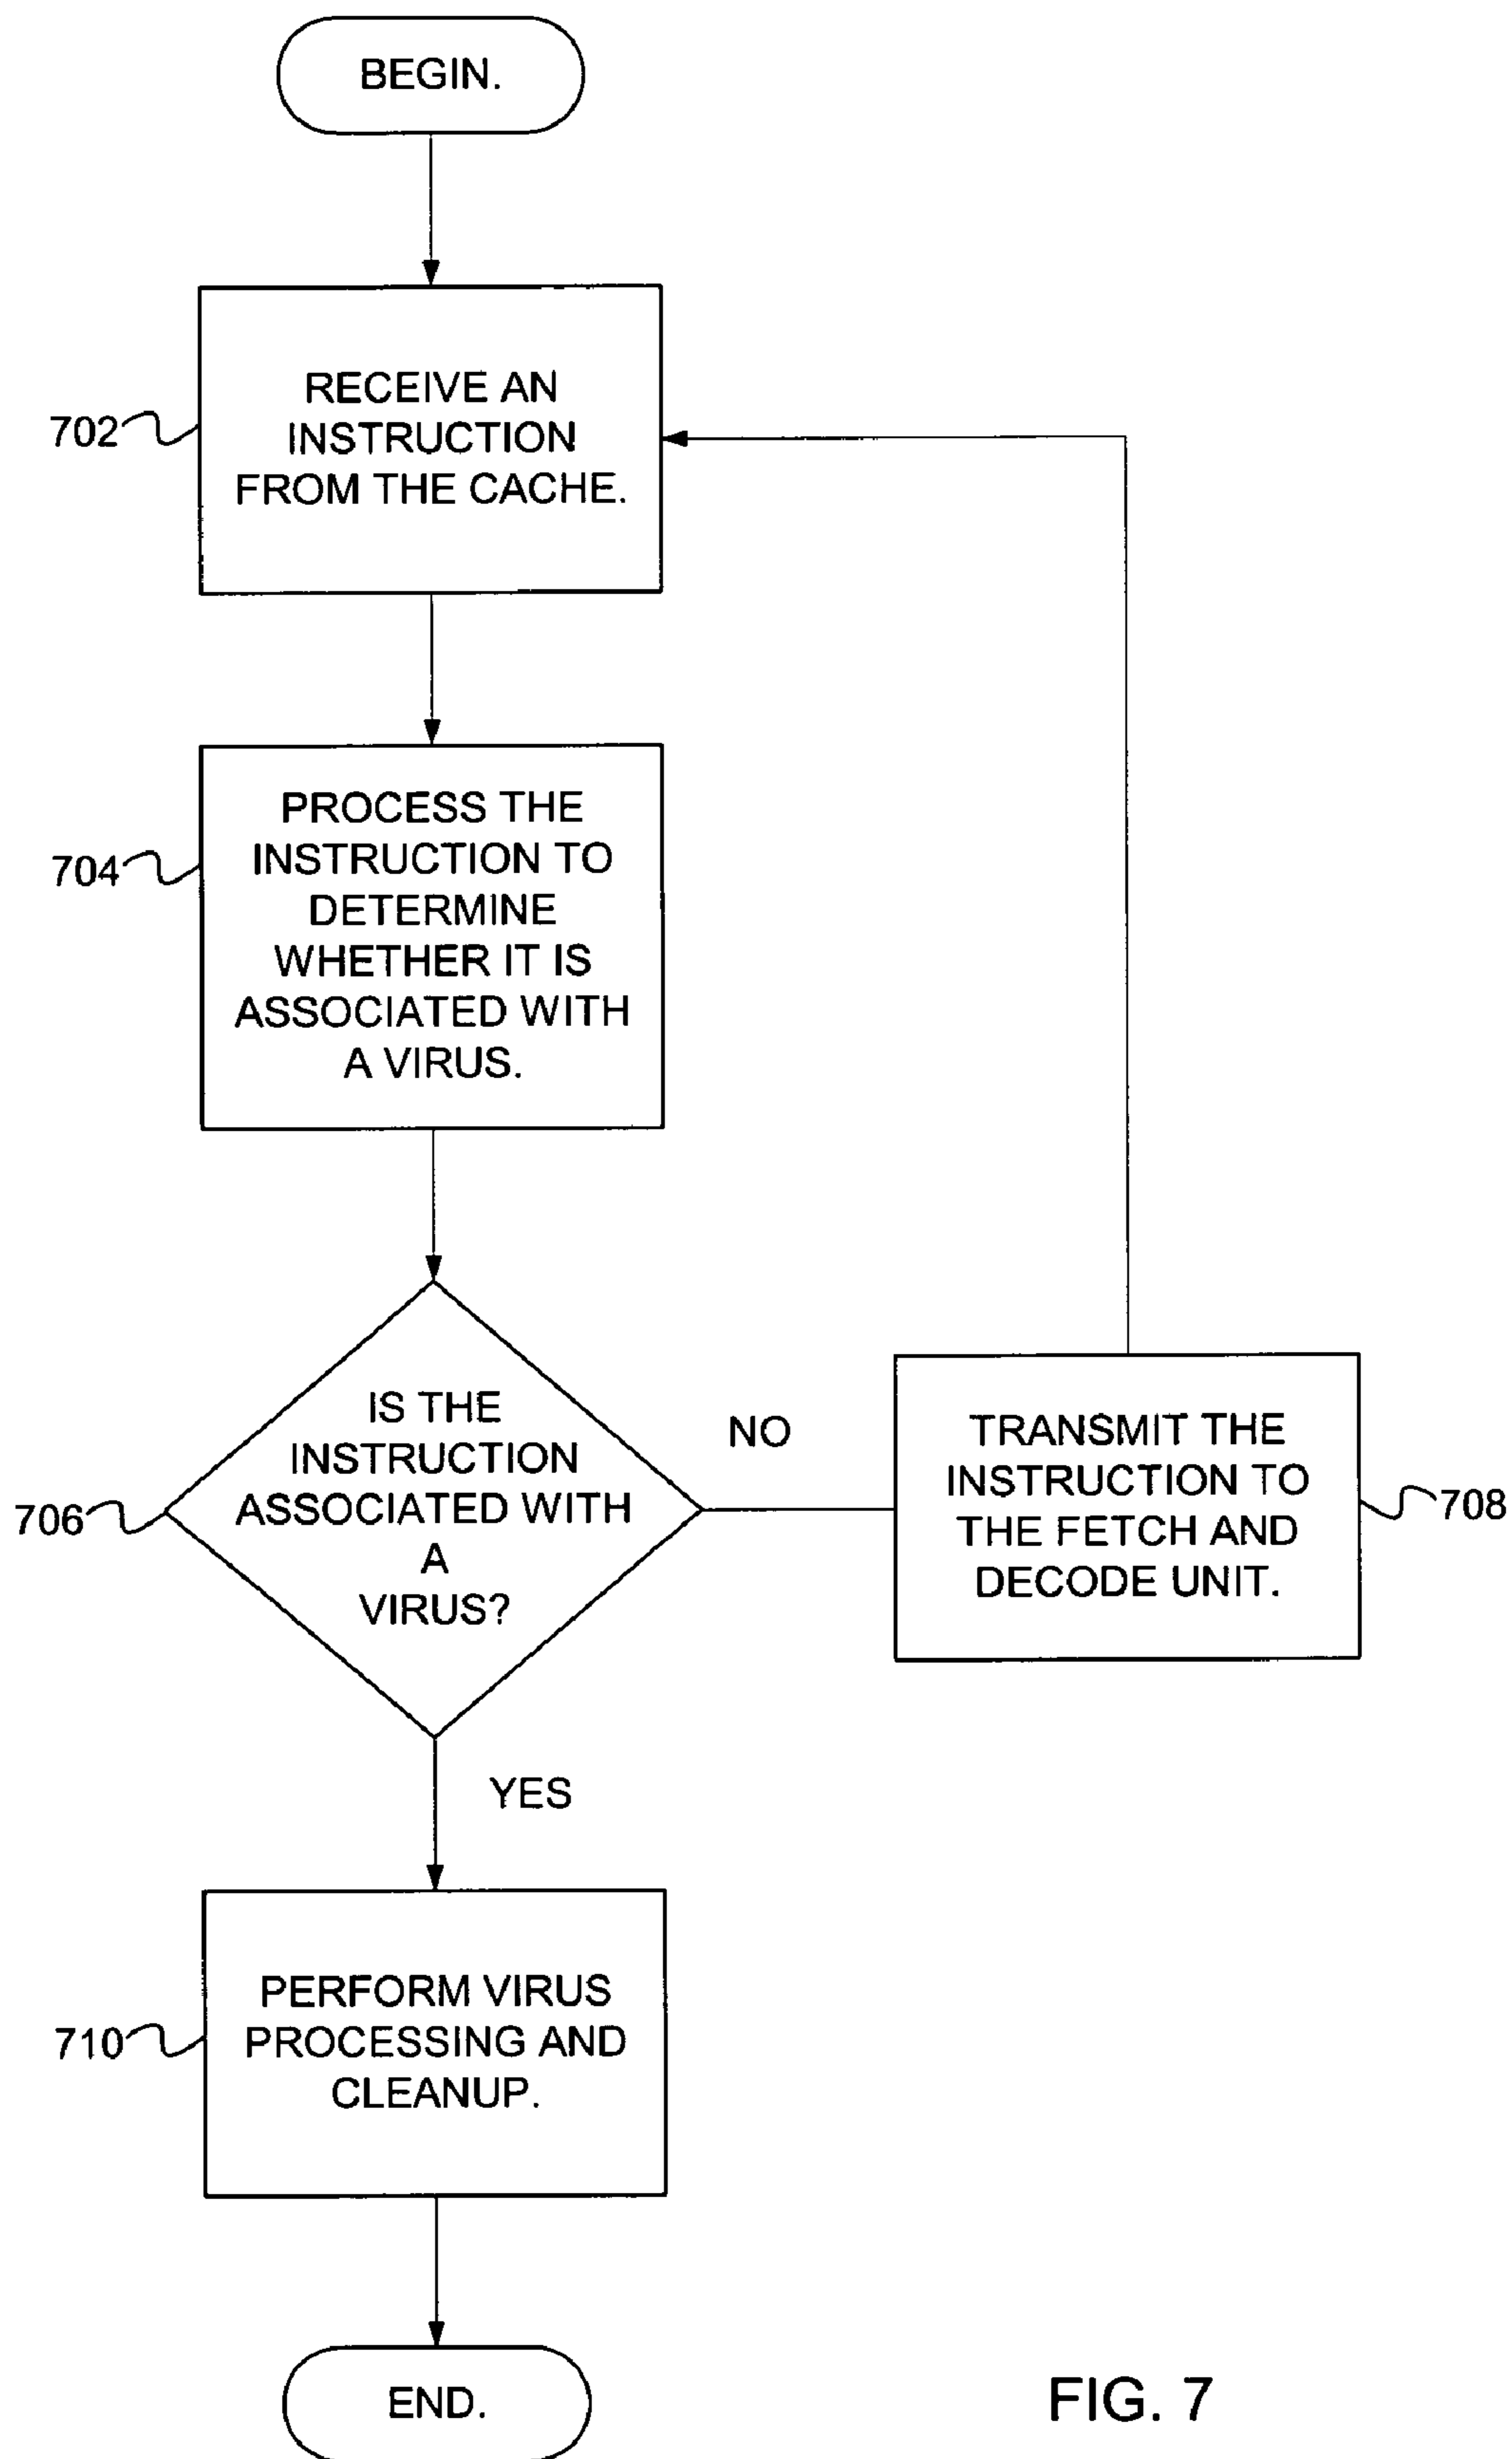 BEGIN.
702
RECEIVE AN
INSTRUCTION
FROM THE CACHE.
704
PROCESS THE
INSTRUCTION TO
DETERMINE
WHETHER IT IS
ASSOCIATED WITH
A VIRUS.
706
IS THE
INSTRUCTION
ASSOCIATED WITH
A
VIRUS?
NO
TRANSMIT THE
INSTRUCTION TO
THE FETCH AND
DECODE UNIT.
708
YES
710
PERFORM VIRUS
PROCESSING AND
CLEANUP.
END.
FIG. 7